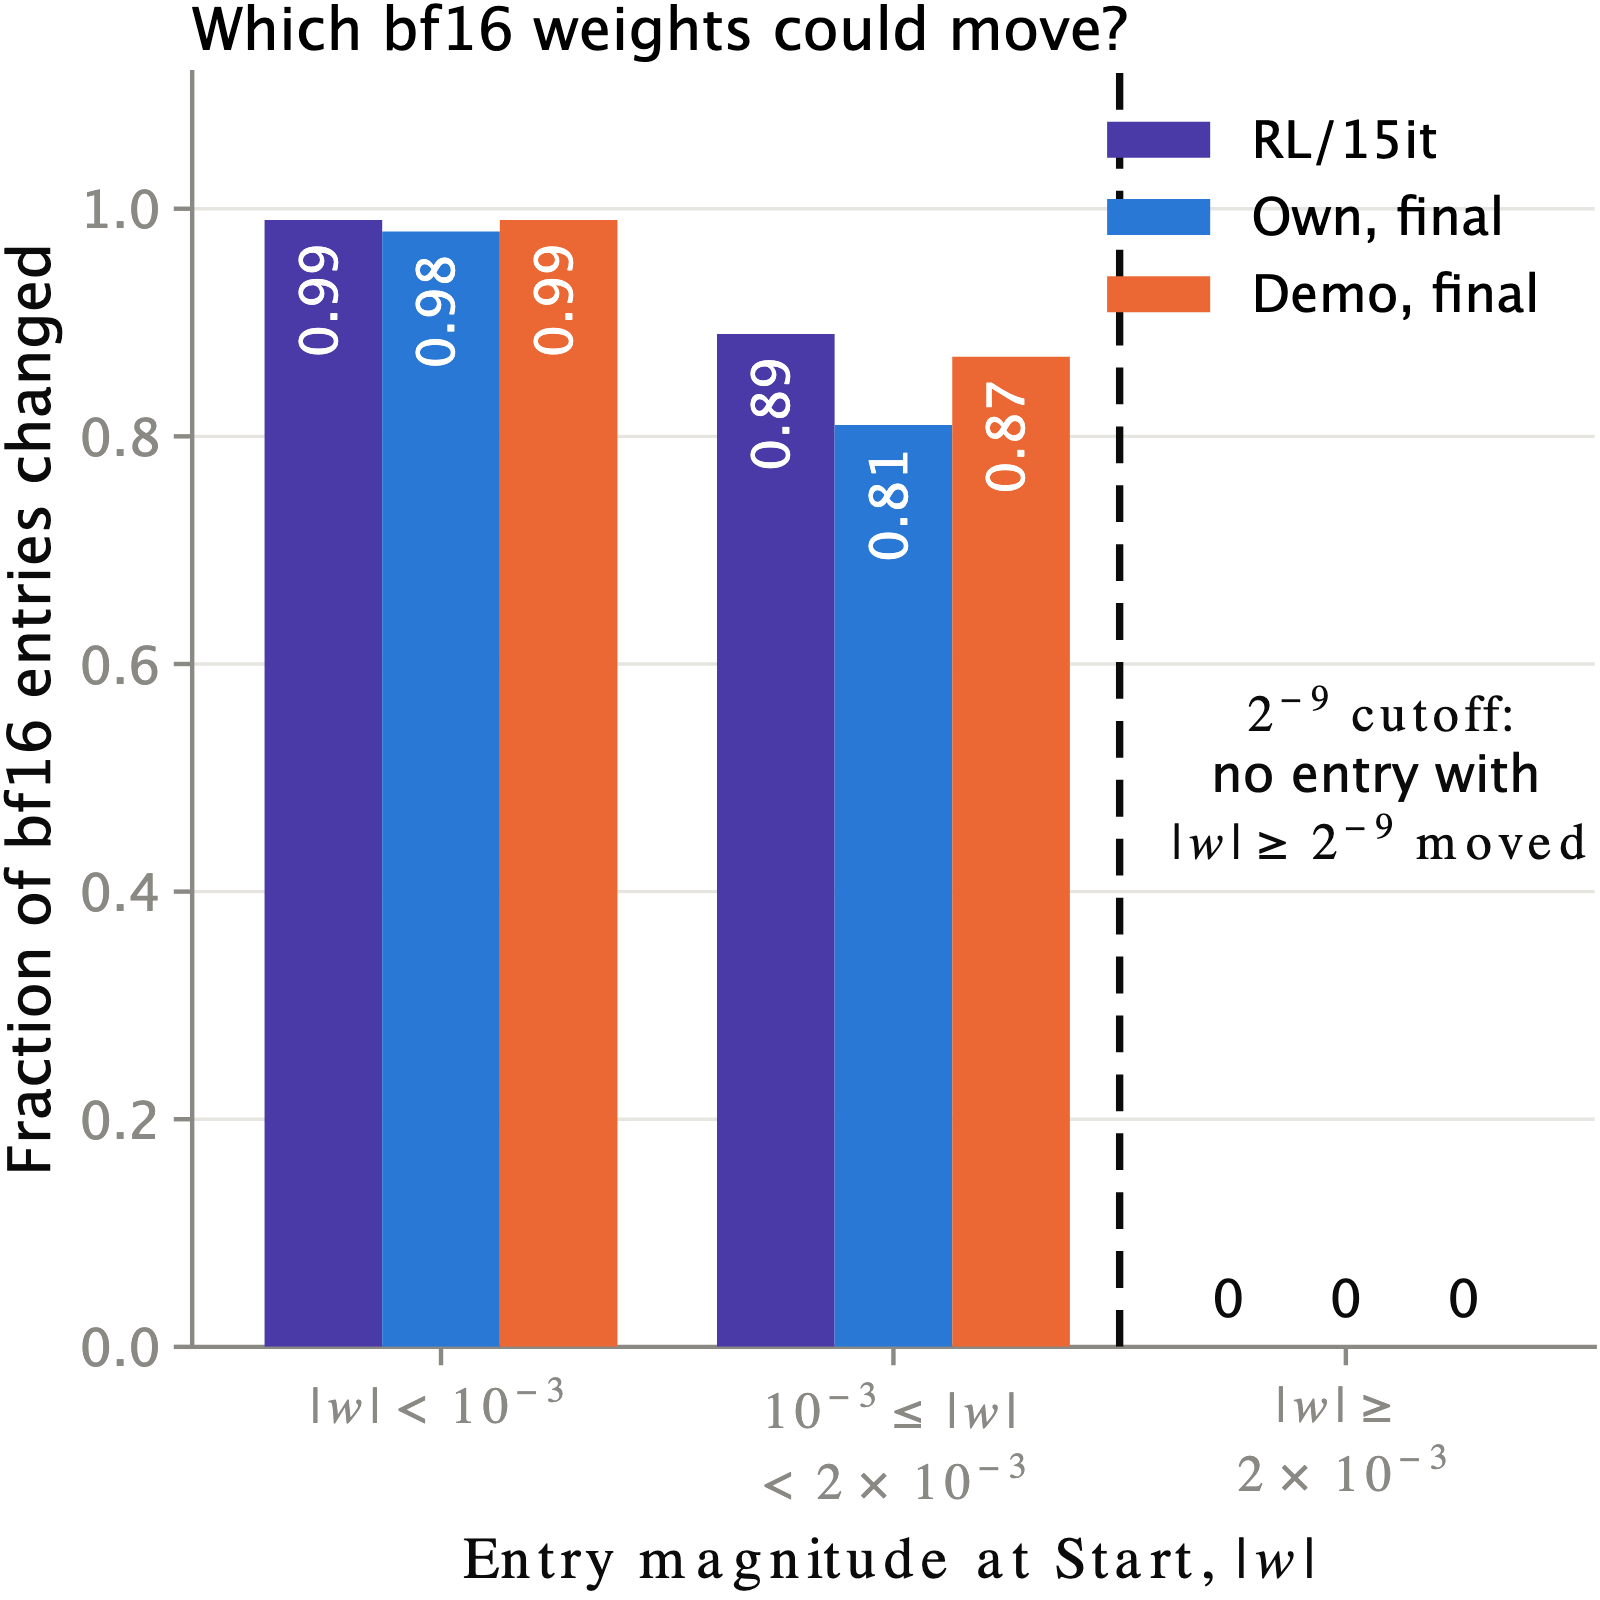 Which bf16 weights could move?
RL/15it
Own, final
Demo, final
Fraction of bf16 entries changed
1.0
0.8
0.6
0.4
0.2
0.0
0.99
0.98
0.99
0.89
0.81
0.87
2⁻⁹ cutoff:
no entry with
|w| ≥ 2⁻⁹ moved
0 0 0
|w| < 10⁻³
10⁻³ ≤ |w|
< 2 × 10⁻³
|w| ≥
2 × 10⁻³
Entry magnitude at Start, |w|